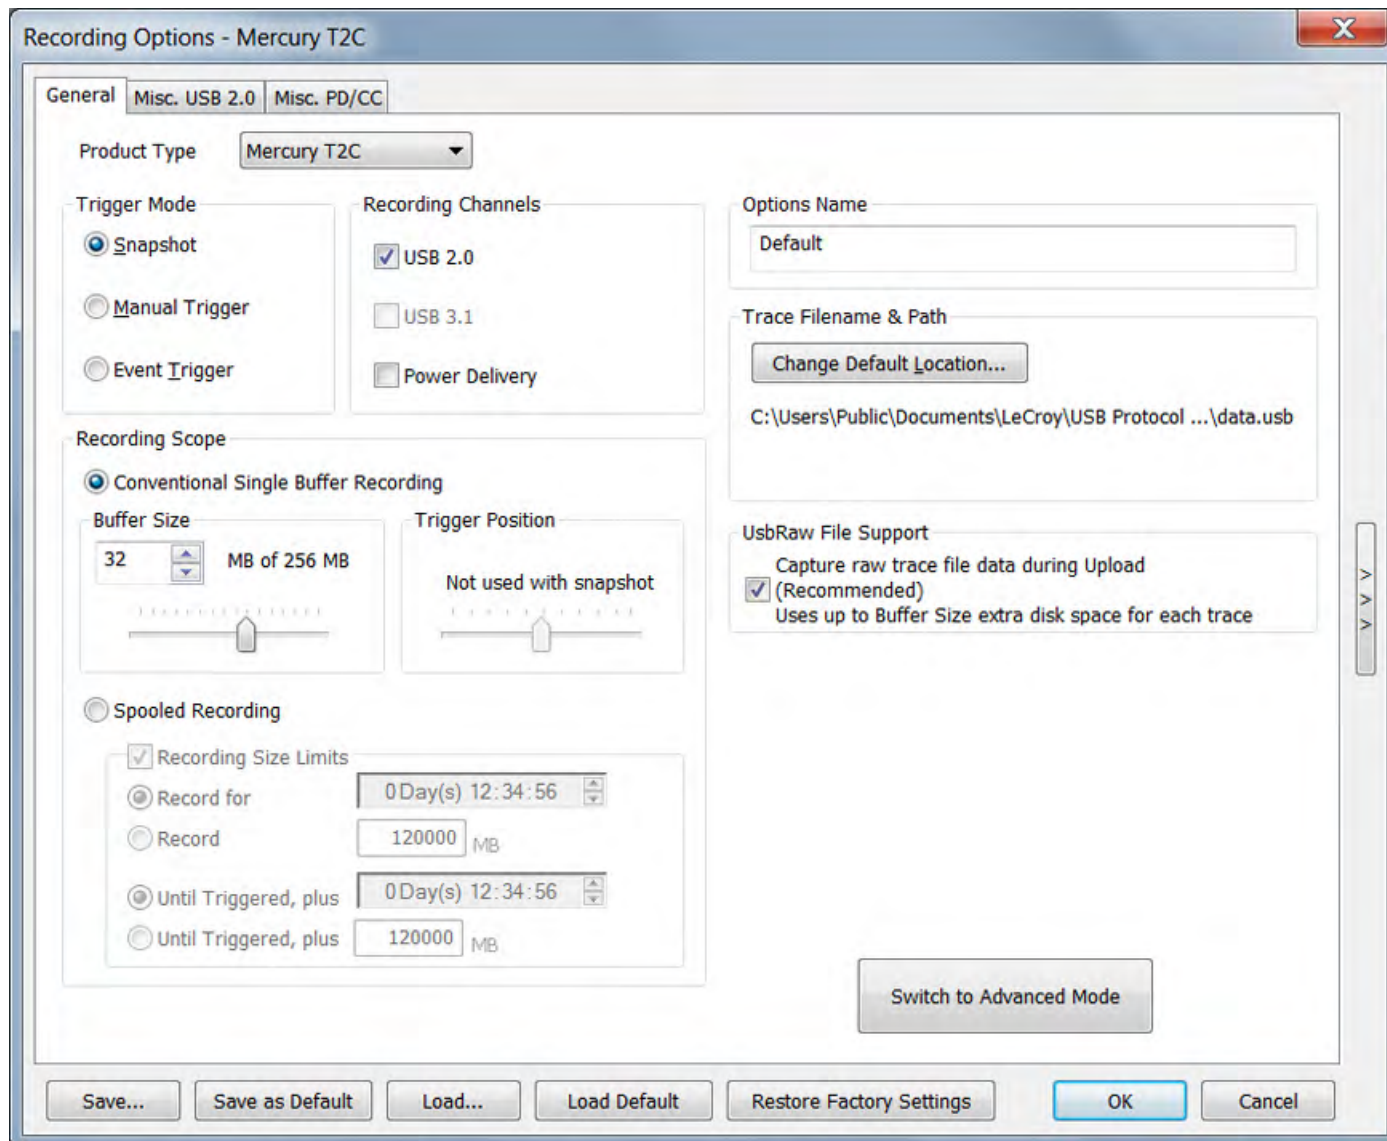 Recording Options - Mercury T2C
X
General
Misc. USB 2.0
Misc. PD/CC
Product Type
Mercury T2C
Trigger Mode
Snapshot
Manual Trigger
Event Trigger
Recording Channels
USB 2.0
USB 3.1
Power Delivery
Options Name
Default
Trace Filename & Path
Change Default Location...
C:\Users\Public\Documents\LeCroy\USB Protocol ...\data.usb
Recording Scope
Conventional Single Buffer Recording
Buffer Size
32
MB of 256 MB
Trigger Position
Not used with snapshot
UsbRaw File Support
Capture raw trace file data during Upload
(Recommended)
Uses up to Buffer Size extra disk space for each trace
>
>
>
Spooled Recording
Recording Size Limits
Record for
0 Day(s) 12:34:56
Record
120000 MB
Until Triggered, plus
0 Day(s) 12:34:56
Until Triggered, plus
120000 MB
Switch to Advanced Mode
Save...
Save as Default
Load...
Load Default
Restore Factory Settings
OK
Cancel